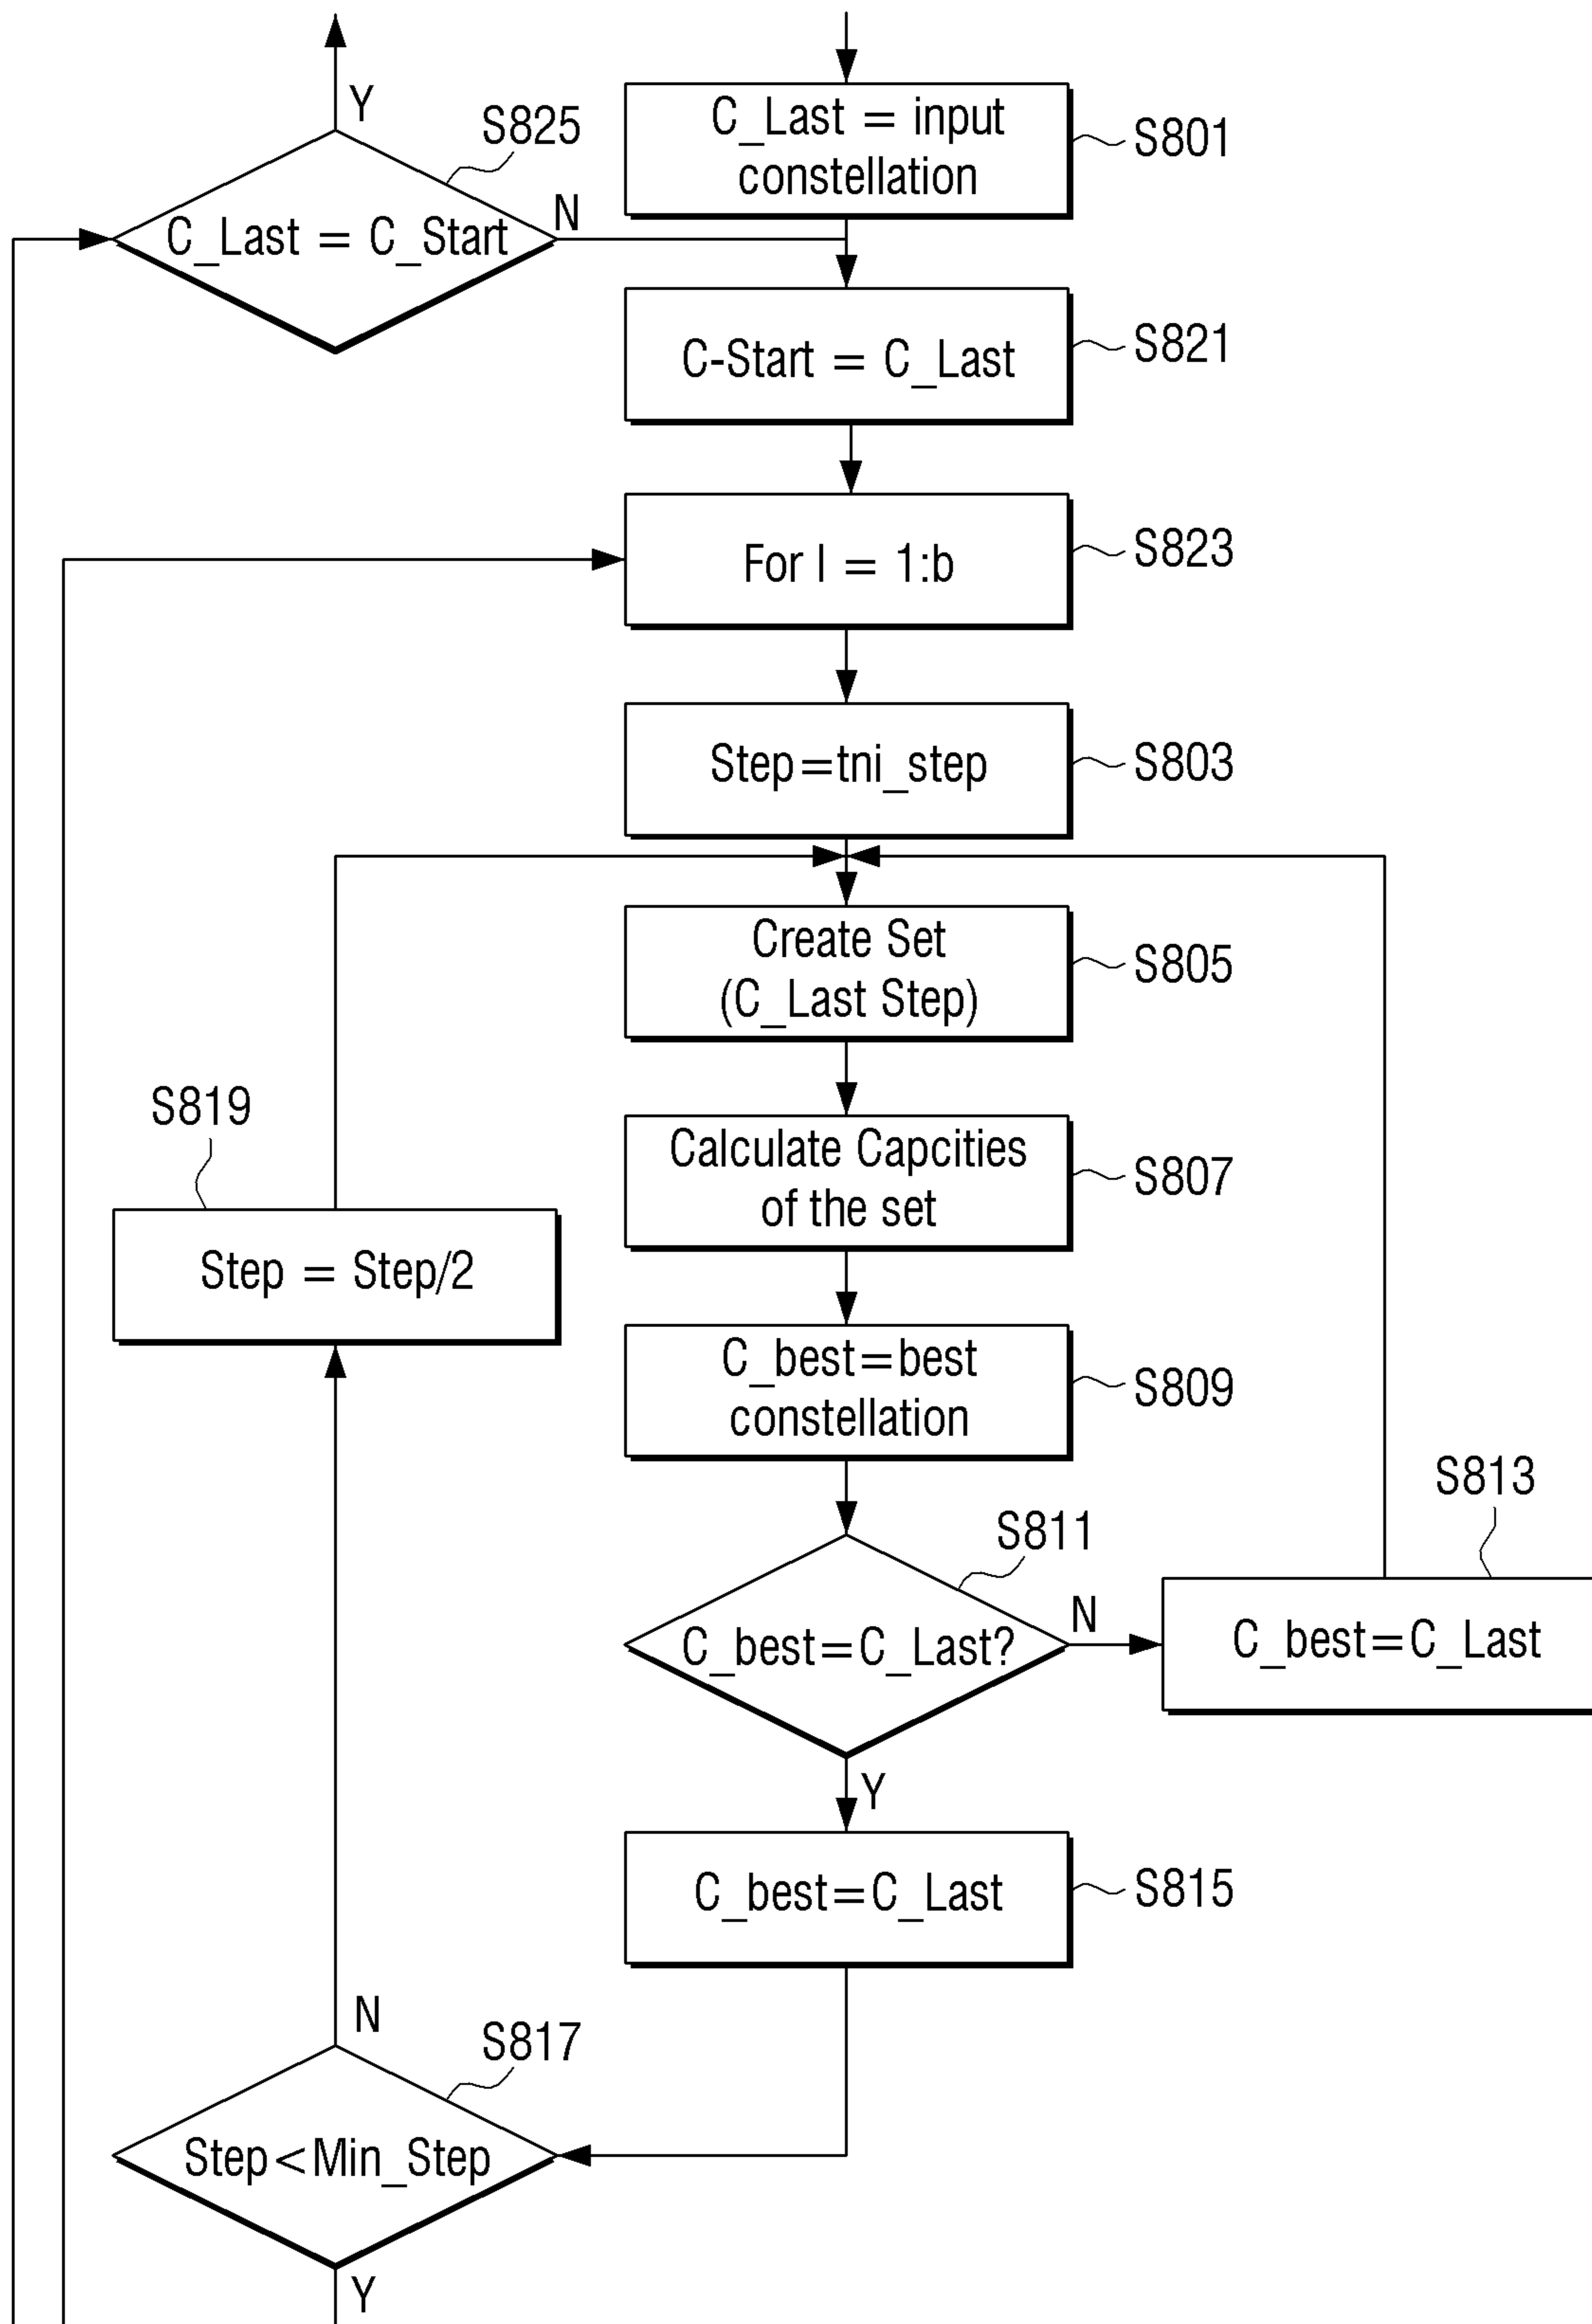 Y
S825
C_Last = C_Start
N
C_Last = input
constellation
S801
C-Start = C_Last
S821
For I = 1:b
S823
Step=tni_step
S803
Create Set
(C_Last Step)
S805
S819
Step = Step/2
Calculate Capcities
of the set
S807
C_best=best
constellation
S809
S811
C_best=C_Last?
N
S813
C_best=C_Last
Y
C_best=C_Last
S815
N
S817
Step<Min_Step
Y